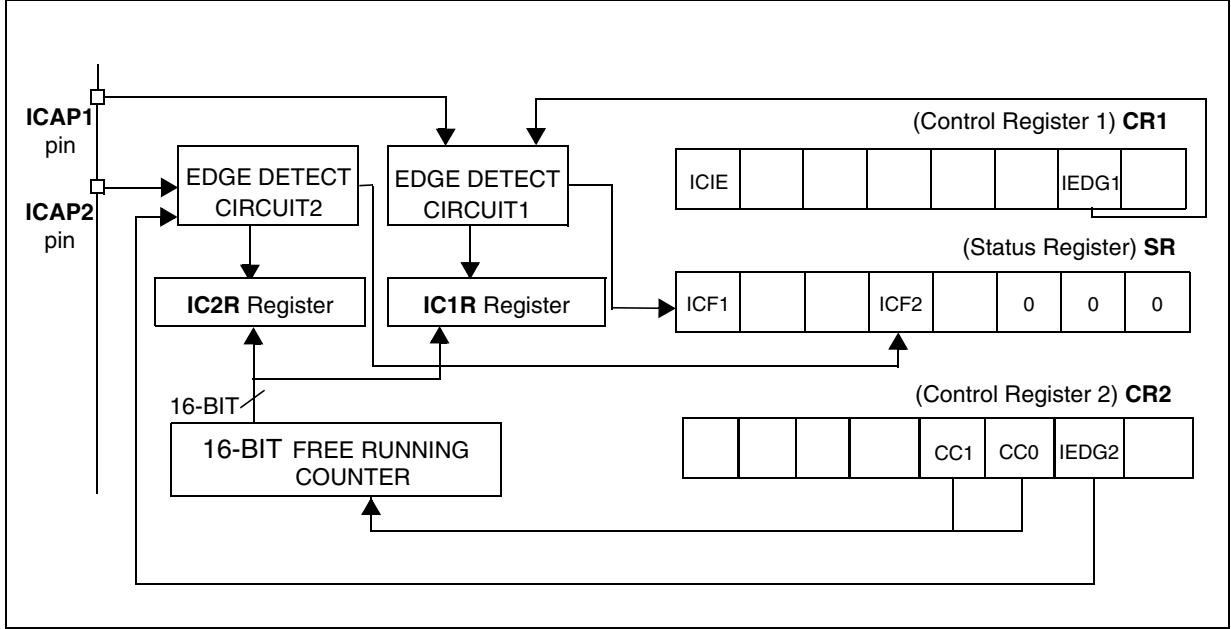 ICAP1
pin
ICAP2
pin
EDGE DETECT
CIRCUIT2
EDGE DETECT
CIRCUIT1
IC2R Register
IC1R Register
16-BIT
16-BIT FREE RUNNING
COUNTER
(Control Register 1) CR1
ICIE
IEDG1
(Status Register) SR
ICF1 ICF2 0 0 0
(Control Register 2) CR2
CC1 CC0 IEDG2